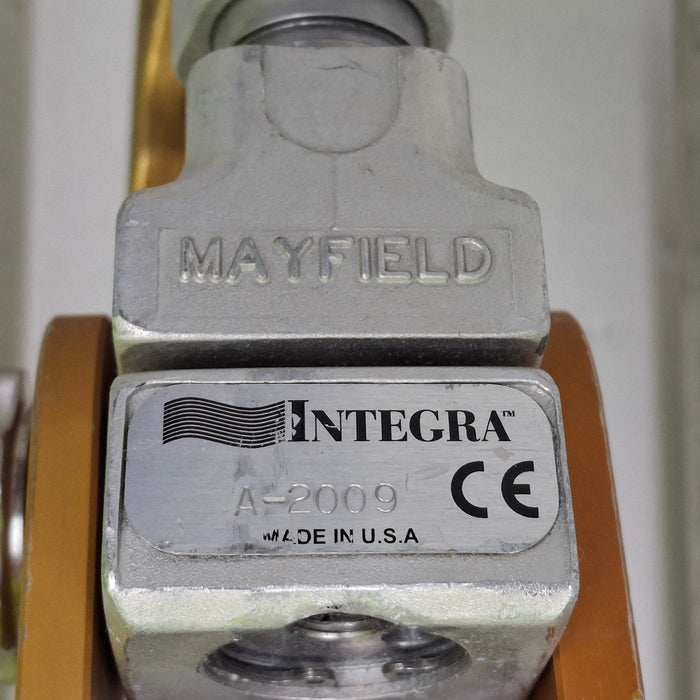 MAYFIELD
INTEGRA™
A-2009
CE
MADE IN U.S.A